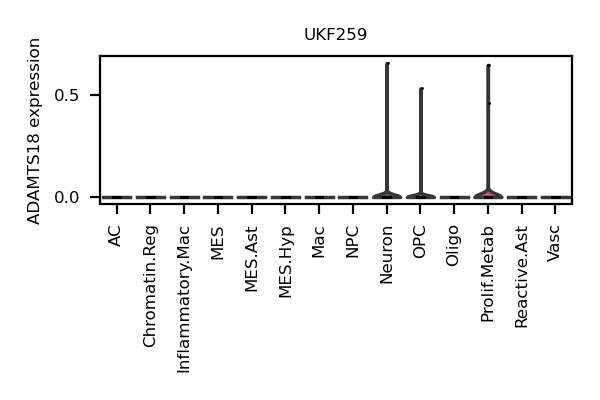 UKF259
ADAMTS18 expression
0.5
0.0
AC
Chromatin.Reg
Inflammatory.Mac
MES
MES.Ast
MES.Hyp
Mac
NPC
Neuron
OPC
Oligo
Prolif.Metab
Reactive.Ast
Vasc